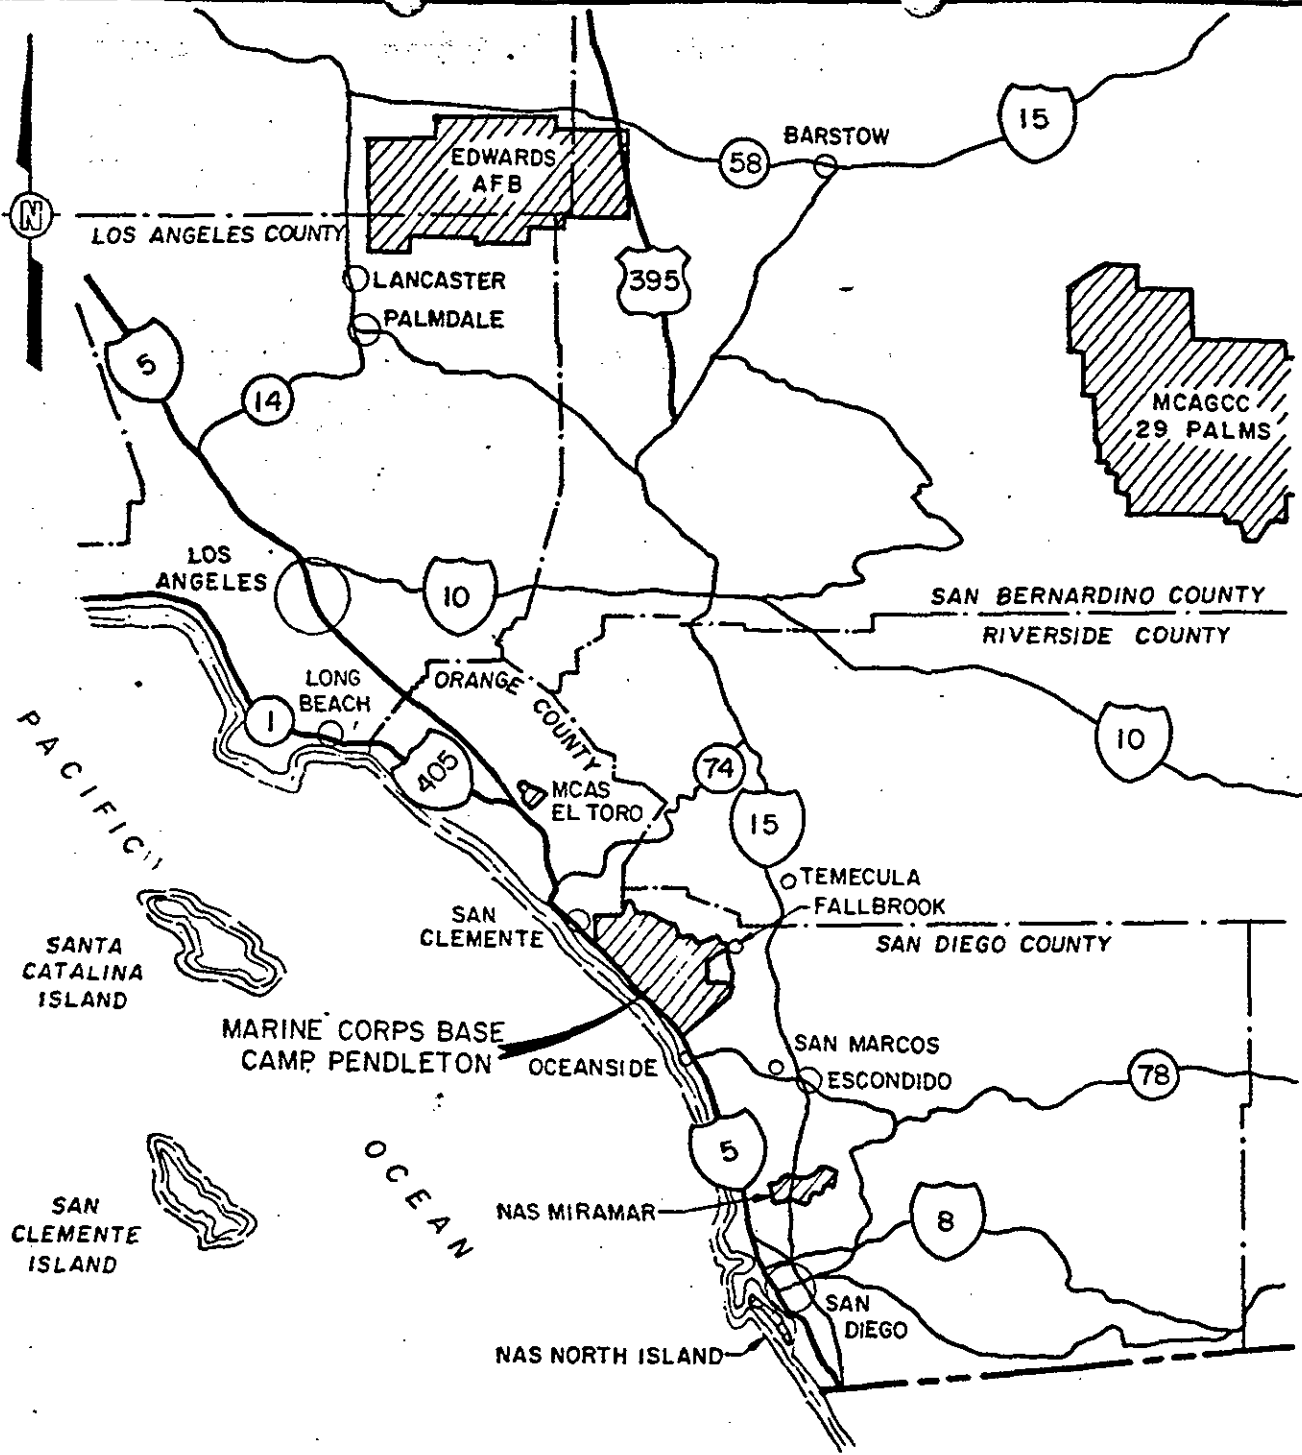 15
BARSTOW
58
EDWARDS
AFB
N
LOS ANGELES COUNTY
LANCASTER
395
PALMDALE
5
14
MCAGCC
29 PALMS
LOS
ANGELES
10
SAN BERNARDINO COUNTY
RIVERSIDE COUNTY
LONG
BEACH
ORANGE
COUNTY
1
405
74
10
MCAS
EL TORO
15
PACIFIC
TEMECULA
FALLBROOK
SAN
CLEMENTE
SAN DIEGO COUNTY
SANTA
CATALINA
ISLAND
MARINE CORPS BASE
CAMP PENDLETON
OCEANSIDE
SAN MARCOS
ESCONDIDO
78
OCEAN
5
NAS MIRAMAR
8
SAN
CLEMENTE
ISLAND
SAN
DIEGO
NAS NORTH ISLAND